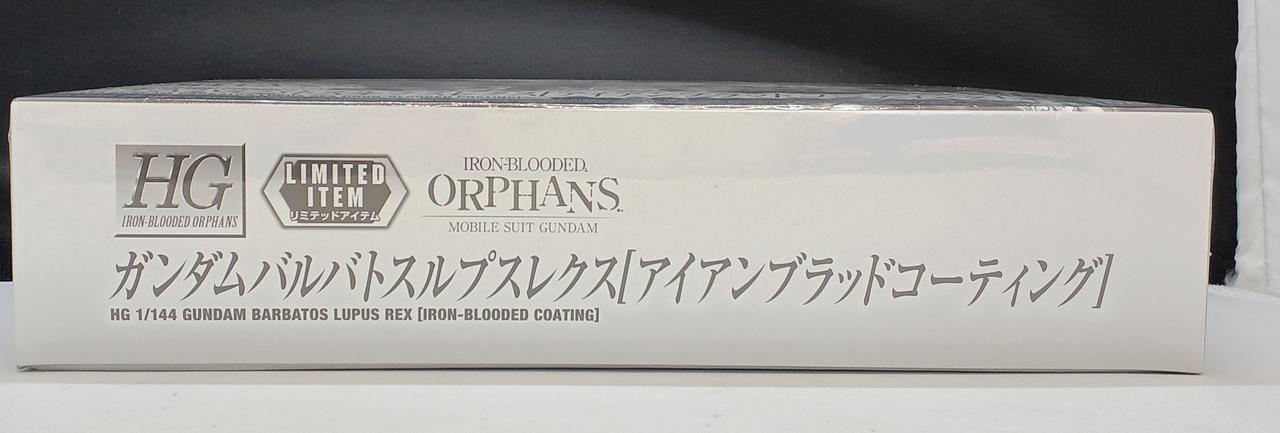 HG
IRON-BLOODED ORPHANS
LIMITED
ITEM
リミテッドアイテム
IRON-BLOODED
ORPHANS
MOBILE SUIT GUNDAM
ガンダムバルバトスルプスレクス[アイアンブラッドコーティング]
HG 1/144 GUNDAM BARBATOS LUPUS REX [IRON-BLOODED COATING]